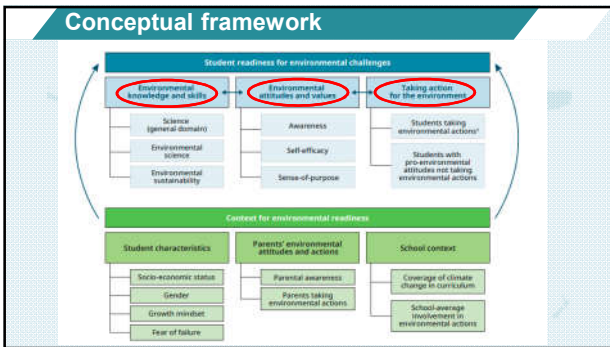 Conceptual framework
Student readiness for environmental challenges
Environmental
knowledge and skills
Environmental
attitudes and values
Taking action
for the environment
Science
(general domain)
Environmental
science
Environmental
sustainability
Awareness
Self-efficacy
Sense-of-purpose
Students taking
environmental actions¹
Students with
pro-environmental
attitudes not taking
environmental actions
Context for environmental readiness
Student characteristics
Socio-economic status
Gender
Growth mindset
Fear of failure
Parents' environmental
attitudes and actions
Parental awareness
Parents taking
environmental actions
School context
Coverage of climate
change in curriculum
School-average
involvement in
environmental actions